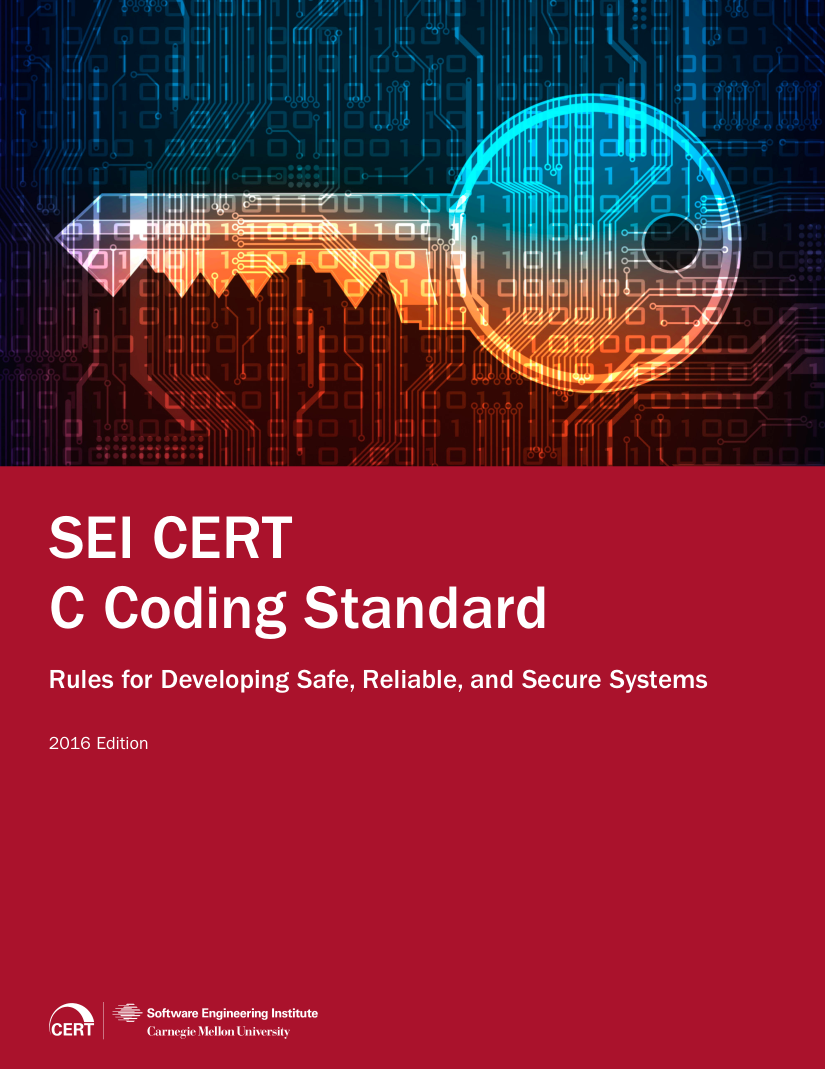 SEI CERT
C Coding Standard
Rules for Developing Safe, Reliable, and Secure Systems
2016 Edition
CERT
Software Engineering Institute
Carnegie Mellon University